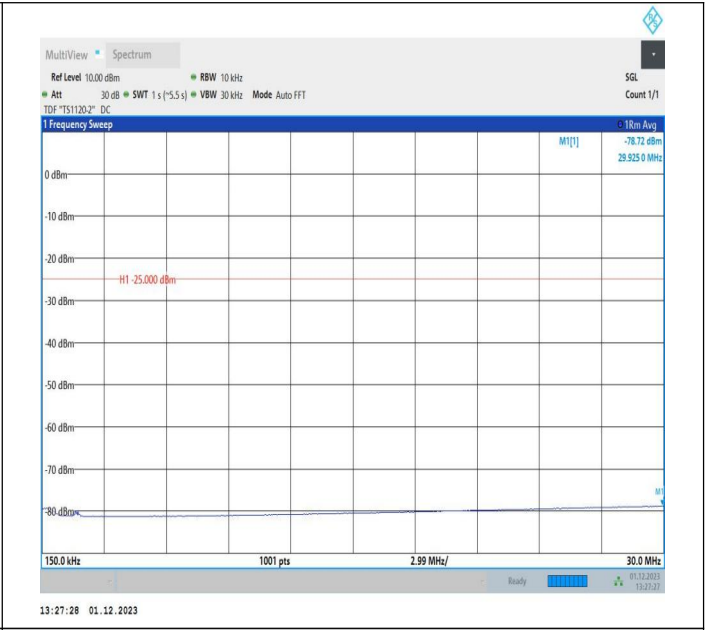 MultiView Spectrum
Ref Level 10.00 dBm RBW 10 kHz SGL
Att 30 dB SWT 1 s (~5.5 s) VBW 30 kHz Mode Auto FFT Count 1/1
TDF "TS1120-2" DC
1 Frequency Sweep 1Rm Avg
M1[1] -78.72 dBm
29.925 0 MHz
0 dBm
-10 dBm
-20 dBm
H1 -25.000 dBm
-30 dBm
-40 dBm
-50 dBm
-60 dBm
-70 dBm
M1
-80 dBm
150.0 kHz 1001 pts 2.99 MHz/ 30.0 MHz
Ready 01.12.2023
13:27:27
13:27:28 01.12.2023